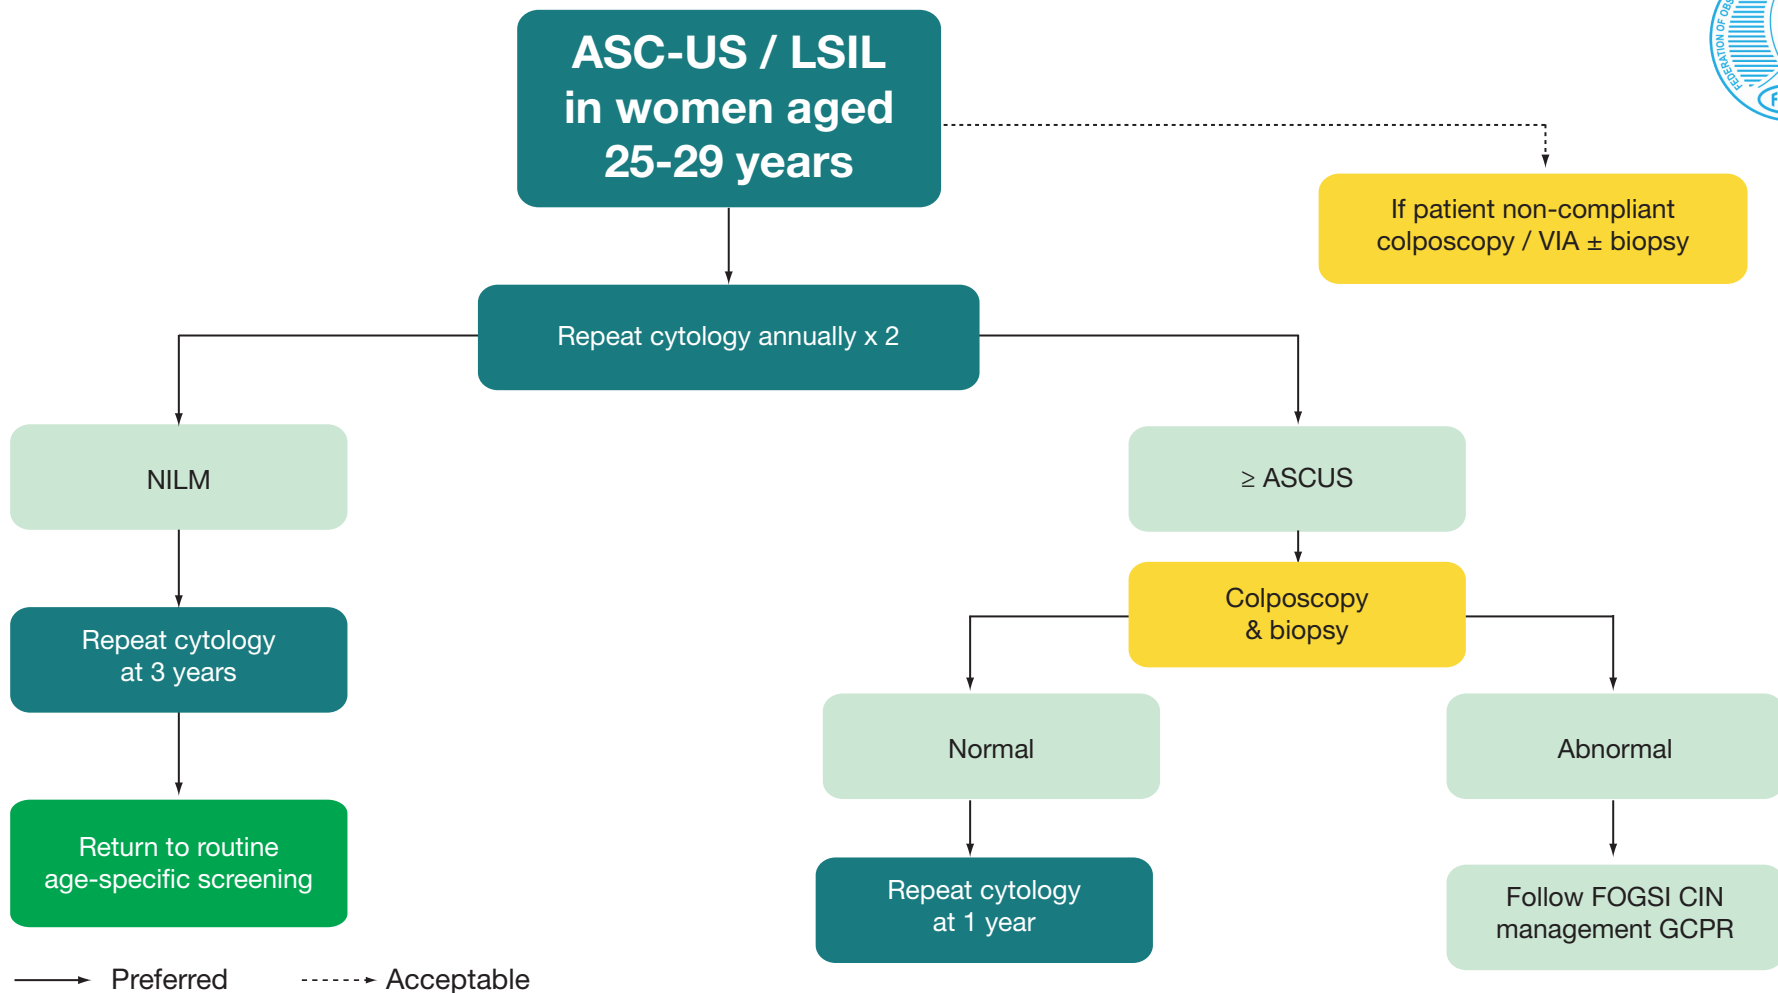 ASC-US / LSIL
in women aged
25-29 years
FEDERATION OF
If patient non-compliant
colposcopy / VIA ± biopsy
Repeat cytology annually x 2
NILM
≥ ASCUS
Repeat cytology
at 3 years
Colposcopy
& biopsy
Normal
Abnormal
Return to routine
age-specific screening
Repeat cytology
at 1 year
Follow FOGSI CIN
management GCPR
Preferred
Acceptable